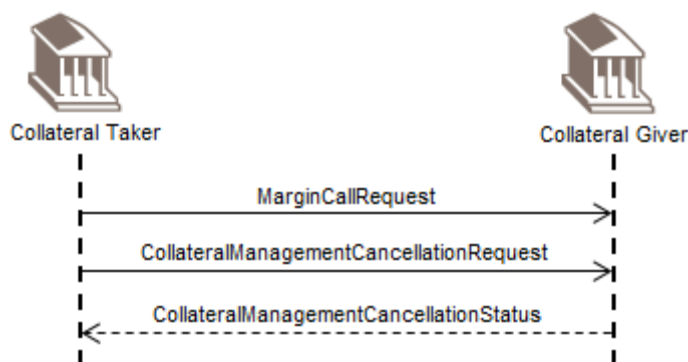 Collateral Taker
Collateral Giver
MarginCallRequest
CollateralManagementCancellationRequest
CollateralManagementCancellationStatus